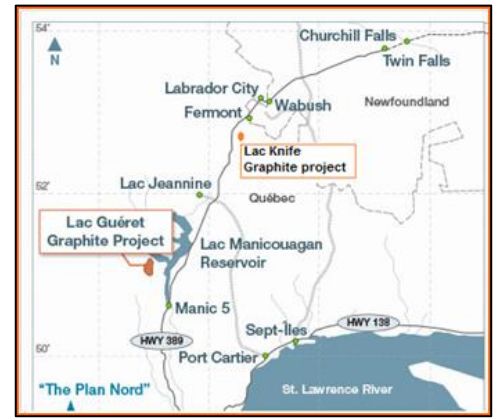 54°
N
Churchill Falls
Twin Falls
Labrador City
Wabush
Fermont
Newfoundland
Lac Knife
Graphite project
52°
Lac Jeannine
Québec
Lac Guéret
Graphite Project
Lac Manicouagan
Reservoir
Manic 5
HWY 389
Sept-Îles
HWY 138
50°
Port Cartier
"The Plan Nord"
St. Lawrence River